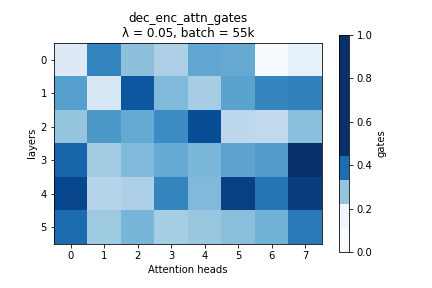 dec_enc_attn_gates
λ = 0.05, batch = 55k
layers
0
1
2
3
4
5
0 1 2 3 4 5 6 7
Attention heads
1.0
0.8
0.6
0.4
0.2
0.0
gates